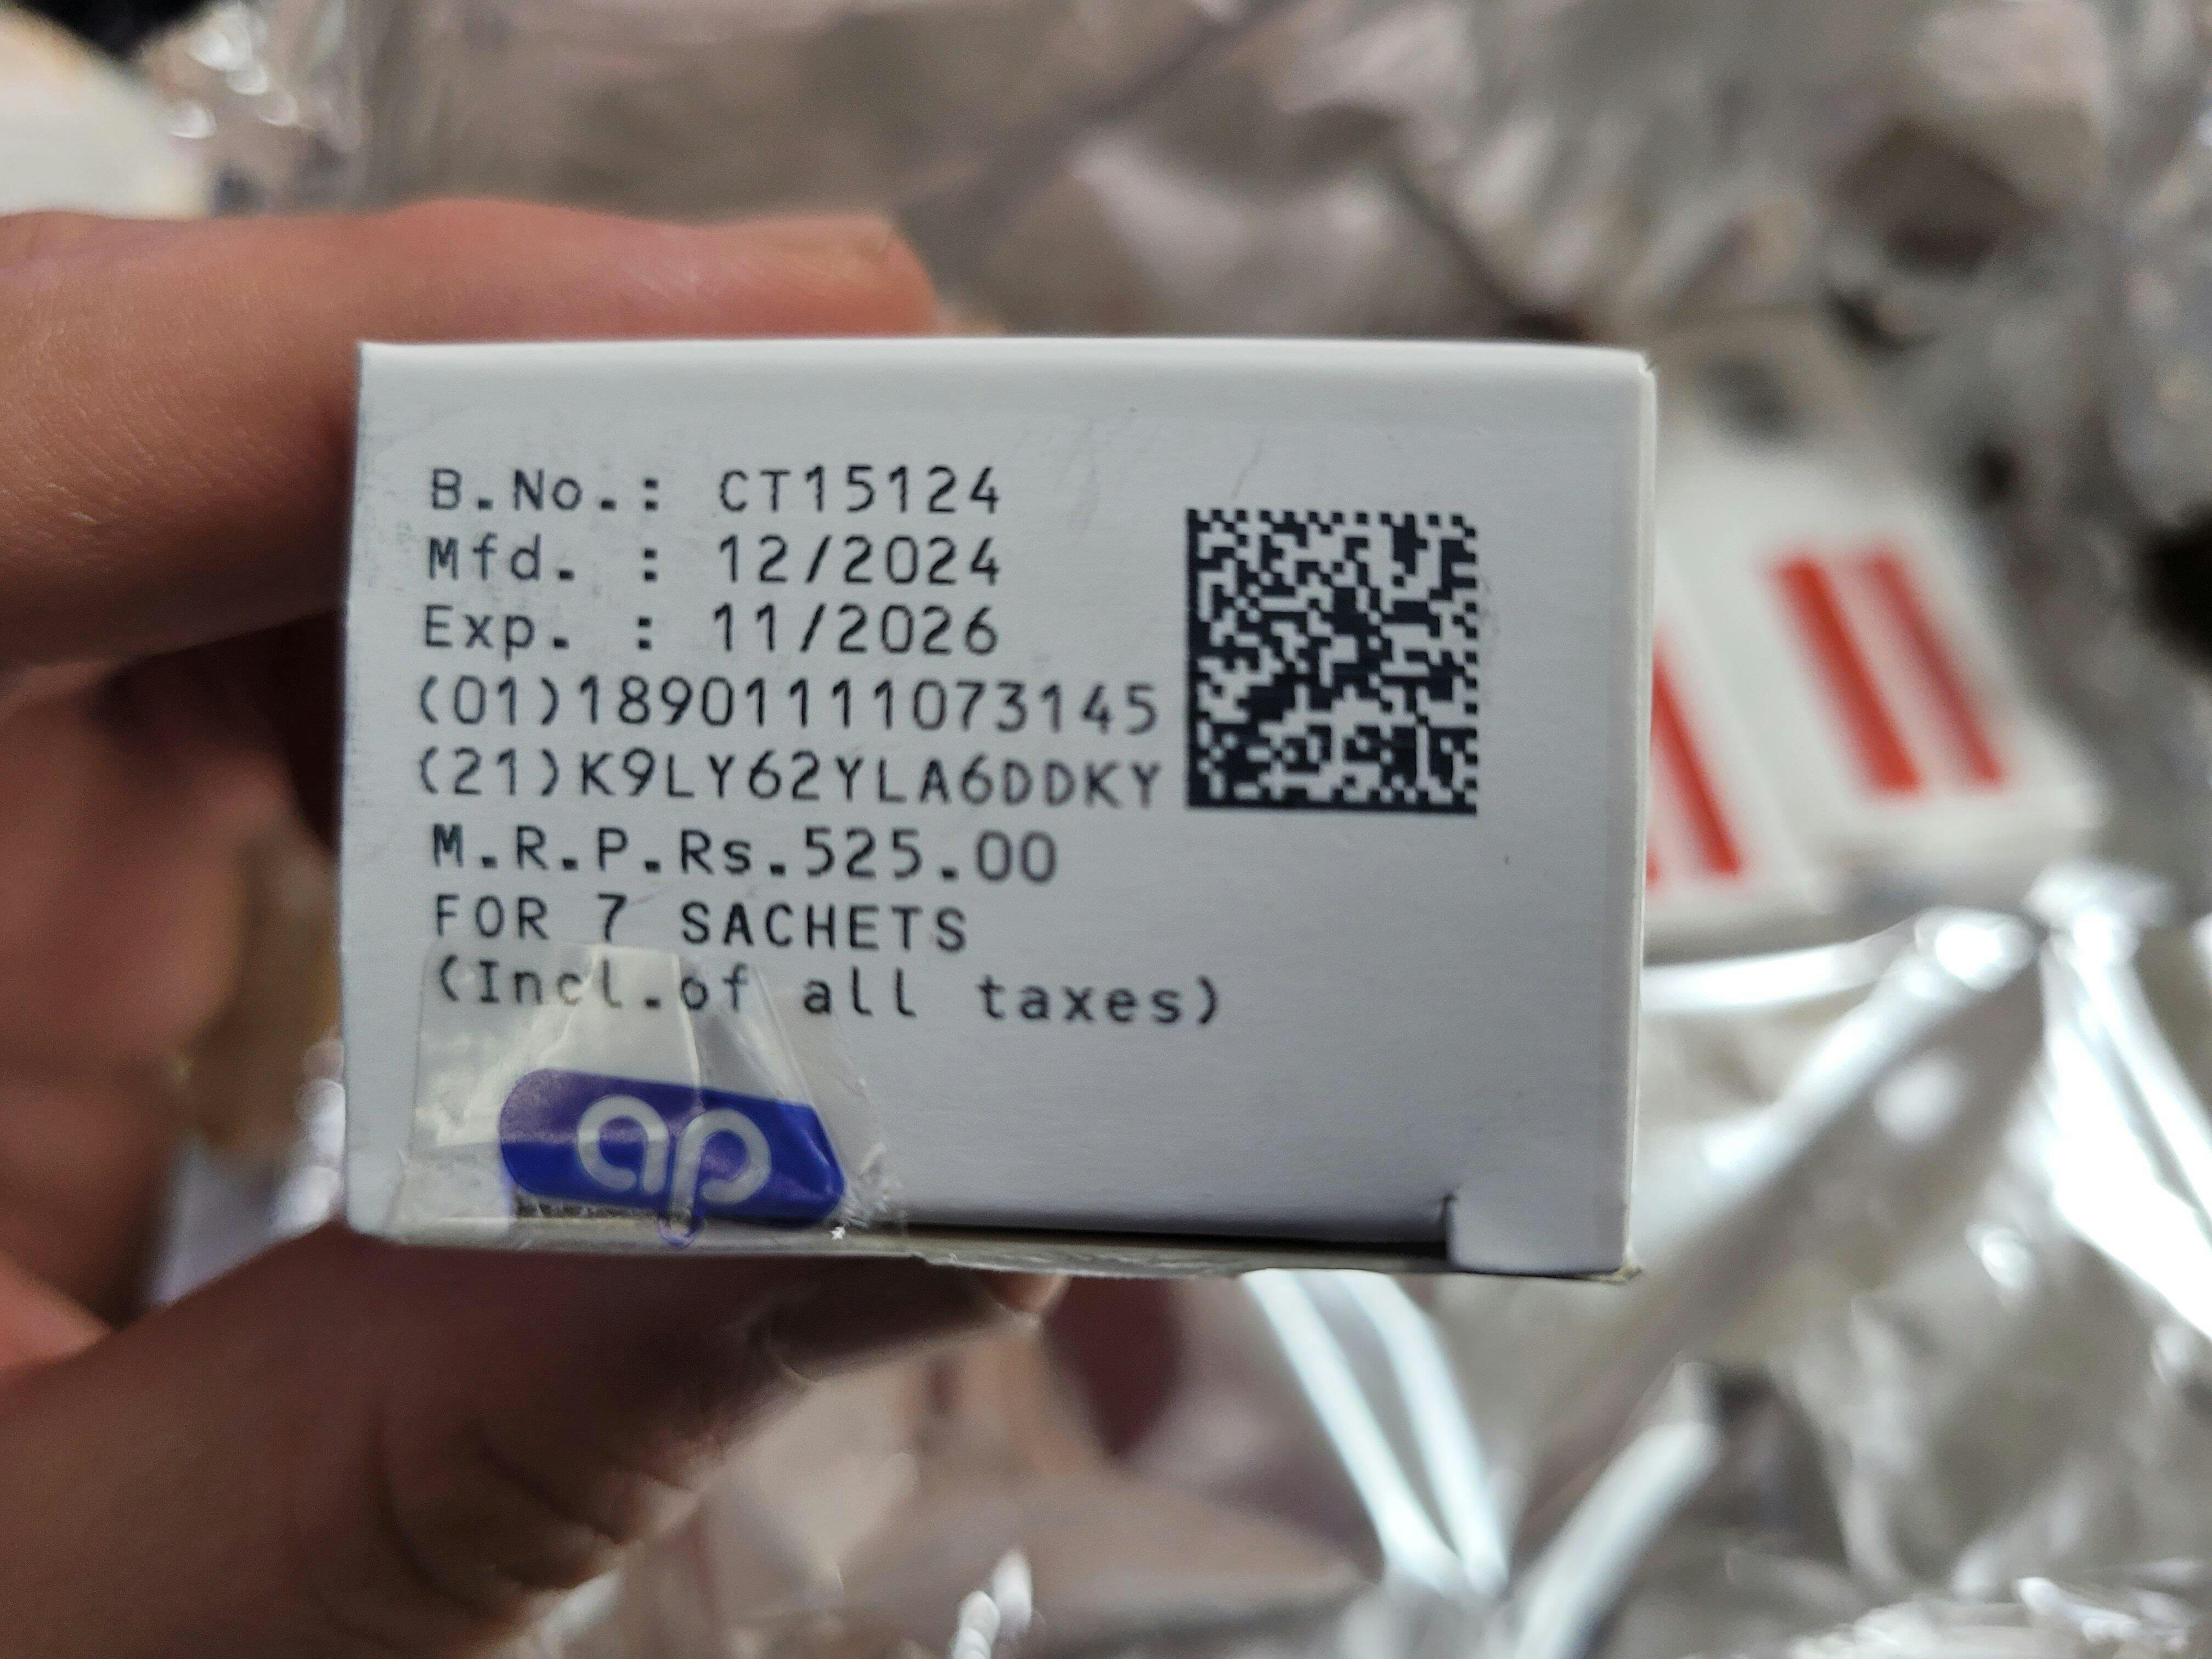 B.No.: CT15124
Mfd. : 12/2024
Exp. : 11/2026
(01)18901111073145
(21)K9LY62YLA6DDKY
M.R.P.Rs.525.00
FOR 7 SACHETS
(Incl.of all taxes)
ap